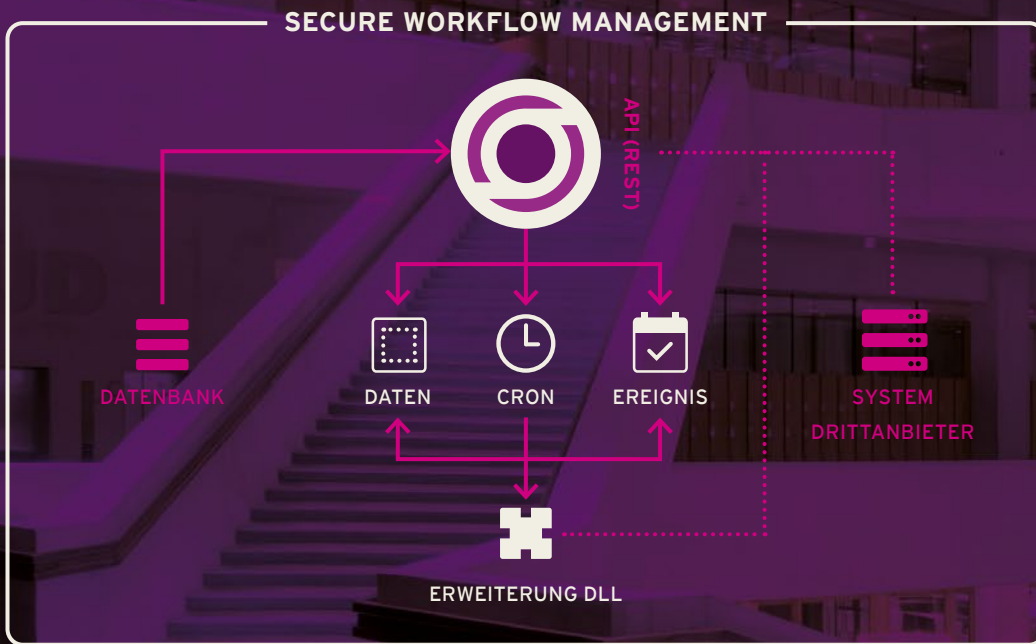 SECURE WORKFLOW MANAGEMENT
API (REST)
DATENBANK
DATEN
CRON
EREIGNIS
SYSTEM
DRITTANBIETER
ERWEITERUNG DLL